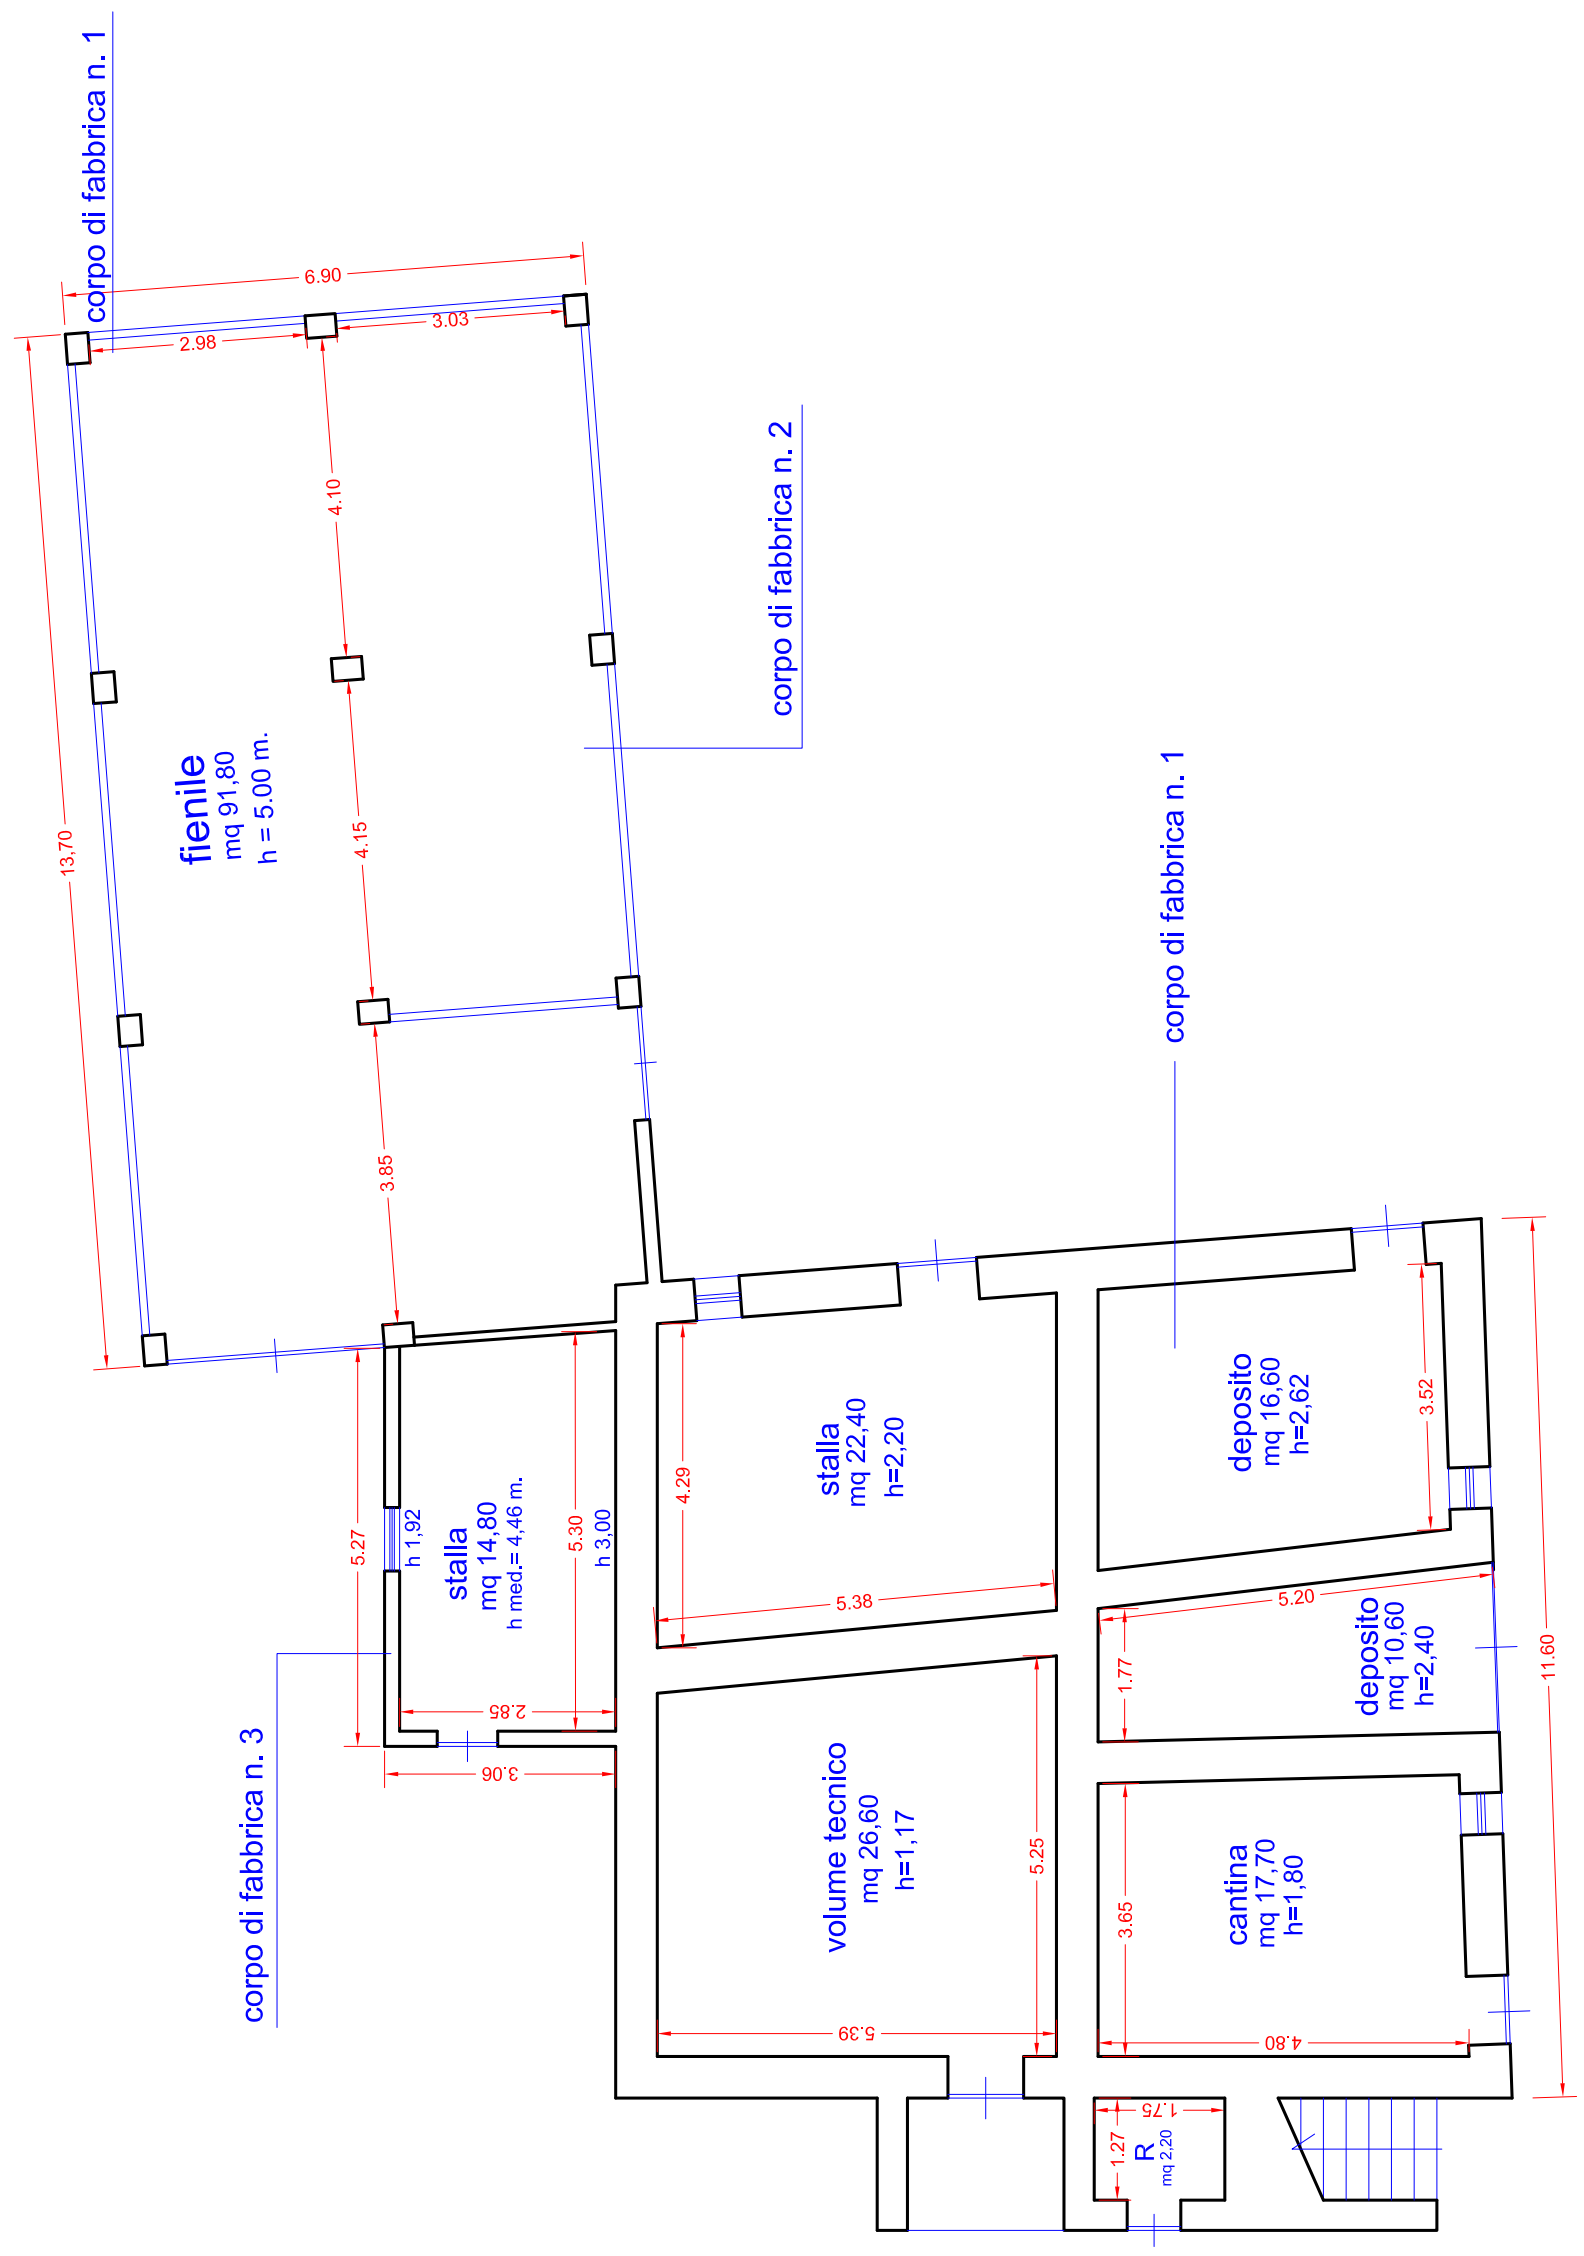 corpo di fabbrica n. 1
6.90
2.98
3.03
4.10
corpo di fabbrica n. 2
fienile
mq 91,80
h = 5.00 m.
13,70
4.15
corpo di fabbrica n. 1
3.85
5.27
h 1,92
stalla
mq 14,80
h med.= 4,46 m.
5.30
h 3,00
2.85
3.06
corpo di fabbrica n. 3
4.29
stalla
mq 22,40
h=2,20
5.38
deposito
mq 16,60
h=2,62
3.52
5.20
1.77
deposito
mq 10,60
h=2,40
11.60
volume tecnico
mq 26,60
h=1,17
5.25
5.39
3.65
cantina
mq 17,70
h=1,80
4.80
1.75
1.27
R
mq 2,20